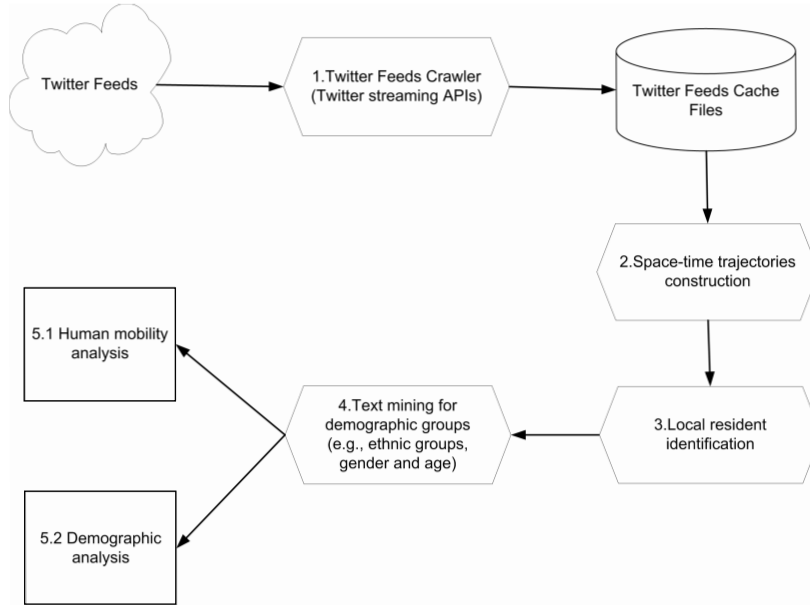 Twitter Feeds
1.Twitter Feeds Crawler
(Twitter streaming APIs)
Twitter Feeds Cache
Files
2.Space-time trajectories
construction
3.Local resident
identification
4.Text mining for
demographic groups
(e.g., ethnic groups,
gender and age)
5.1 Human mobility
analysis
5.2 Demographic
analysis